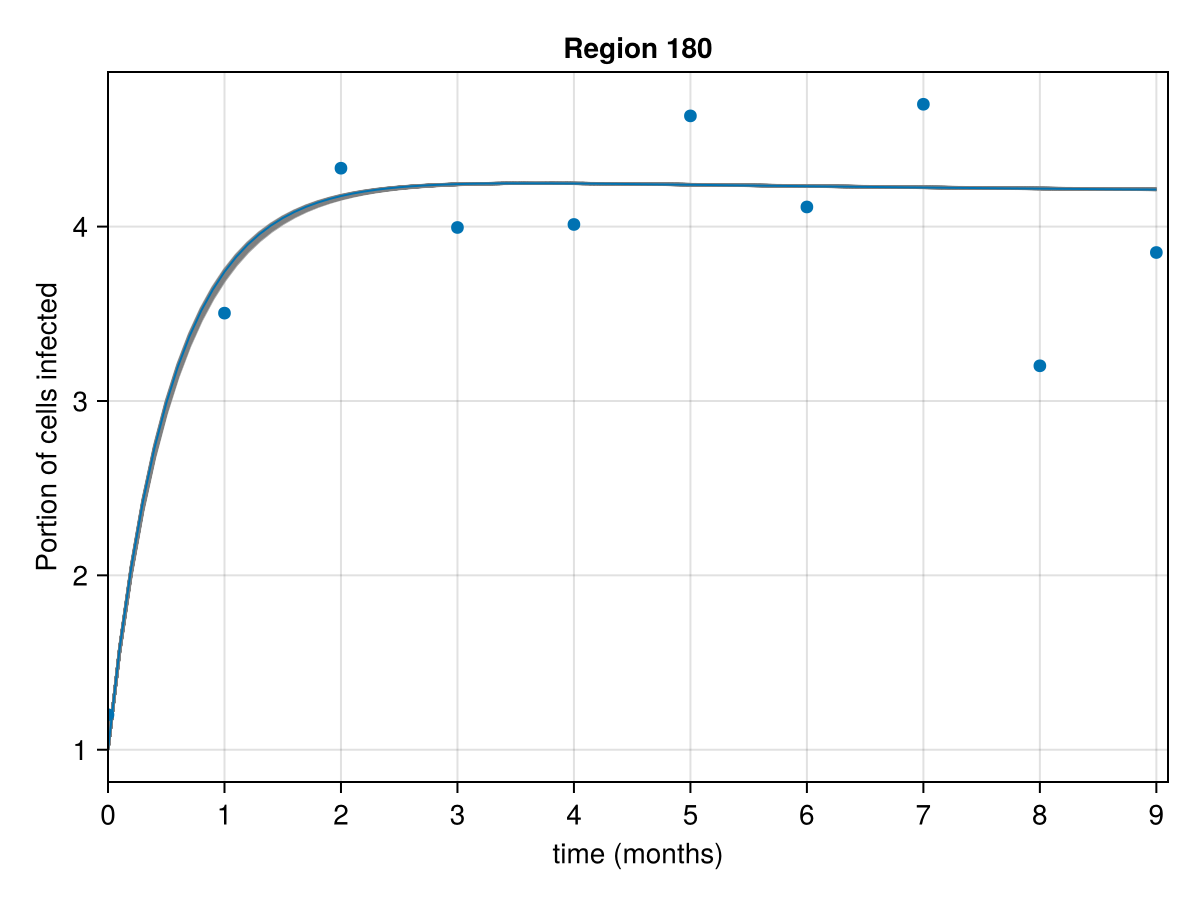 Region 180
Portion of cells infected
4
3
2
1
0 1 2 3 4 5 6 7 8 9
time (months)